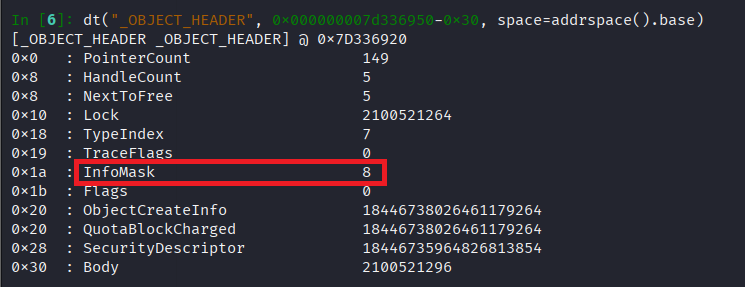 In [6]: dt("_OBJECT_HEADER", 0×000000007d336950-0×30, space=addrspace().base)
[_OBJECT_HEADER _OBJECT_HEADER] @ 0×7D336920
0×0 : PointerCount 149
0×8 : HandleCount 5
0×8 : NextToFree 5
0×10 : Lock 2100521264
0×18 : TypeIndex 7
0×19 : TraceFlags 0
0×1a : InfoMask 8
0×1b : Flags 0
0×20 : ObjectCreateInfo 18446738026461179264
0×20 : QuotaBlockCharged 18446738026461179264
0×28 : SecurityDescriptor 18446735964826813854
0×30 : Body 2100521296